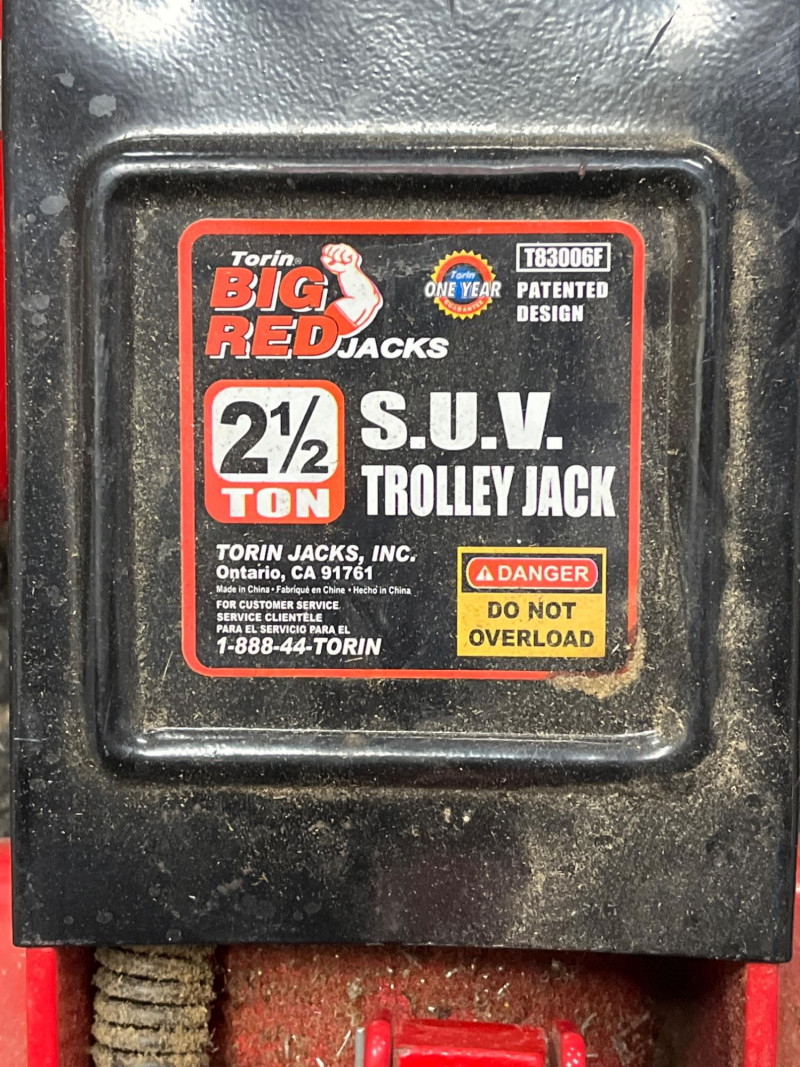 Torin®
BIG
RED JACKS
Torin
ONE YEAR
GUARANTEE
T83006F
PATENTED
DESIGN
2½
TON
S.U.V.
TROLLEY JACK
TORIN JACKS, INC.
Ontario, CA 91761
Made in China • Fabriqué en Chine • Hecho in China
FOR CUSTOMER SERVICE
SERVICE CLIENTÉLE
PARA EL SERVICIO PARA EL
1-888-44-TORIN
DANGER
DO NOT
OVERLOAD